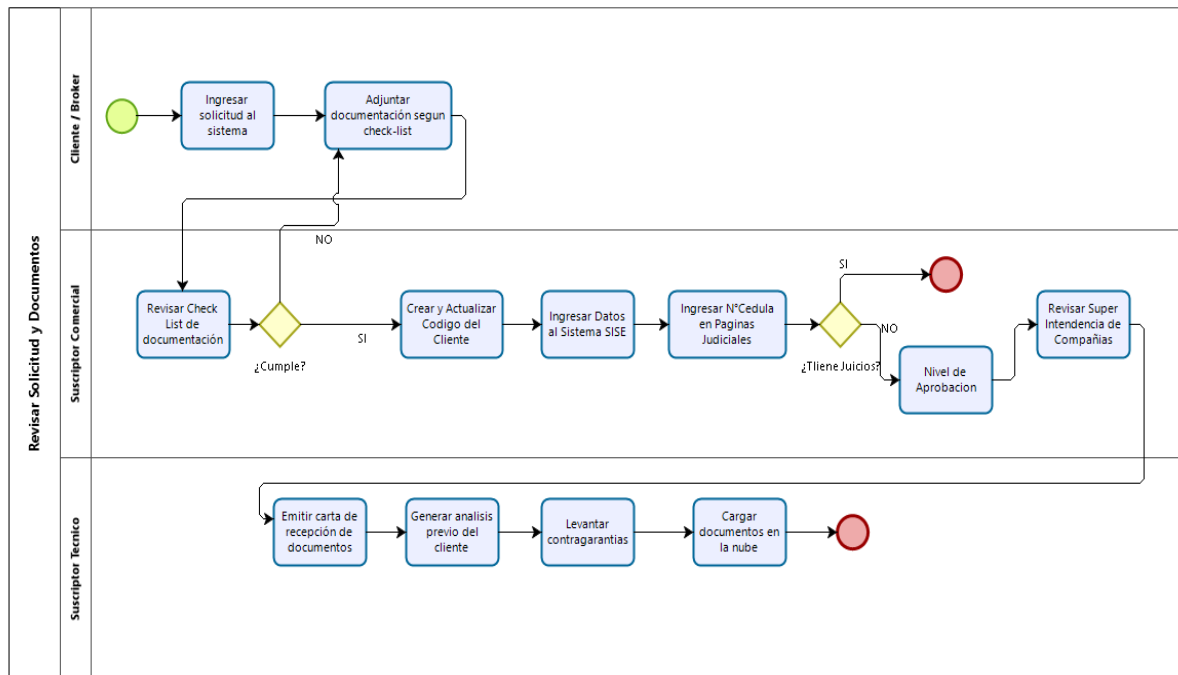 Revisar Solicitud y Documentos
Cliente / Broker
Ingresar
solicitud al
sistema
Adjuntar
documentación segun
check-list
Suscriptor Comercial
Revisar Check
List de
documentación
¿Cumple?
NO
SI
Crear y Actualizar
Codigo del
Cliente
Ingresar Datos
al Sistema SISE
Ingresar N°Cedula
en Paginas
Judiciales
¿TIiene Juicios?
SI
NO
Nivel de
Aprobacion
Revisar Super
Intendencia de
Compañias
Suscriptor Tecnico
Emitir carta de
recepción de
documentos
Generar analisis
previo del
cliente
Levantar
contragarantias
Cargar
documentos en
la nube